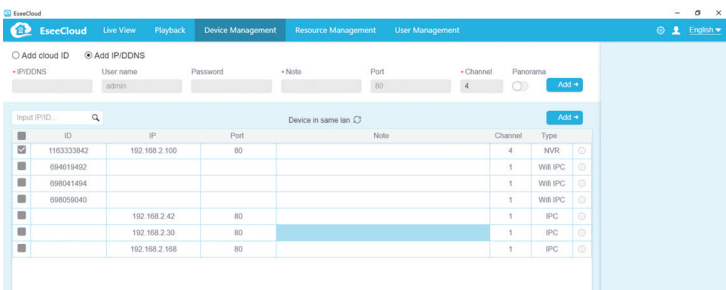 EseeCloud
EseeCloud Live View Playback Device Management Resource Management User Management English
Add cloud ID Add IP/DDNS
* IP/DDNS User name Password * Note Port * Channel Panorama
admin 80 4 Add
Input IP/ID... Device in same lan Add
ID IP Port Note Channel Type
1163333842 192.168.2.100 80 4 NVR
694619492 1 Wifi IPC
698041494 1 Wifi IPC
698059040 1 Wifi IPC
192.168.2.42 80 1 IPC
192.168.2.30 80 1 IPC
192.168.2.168 80 1 IPC